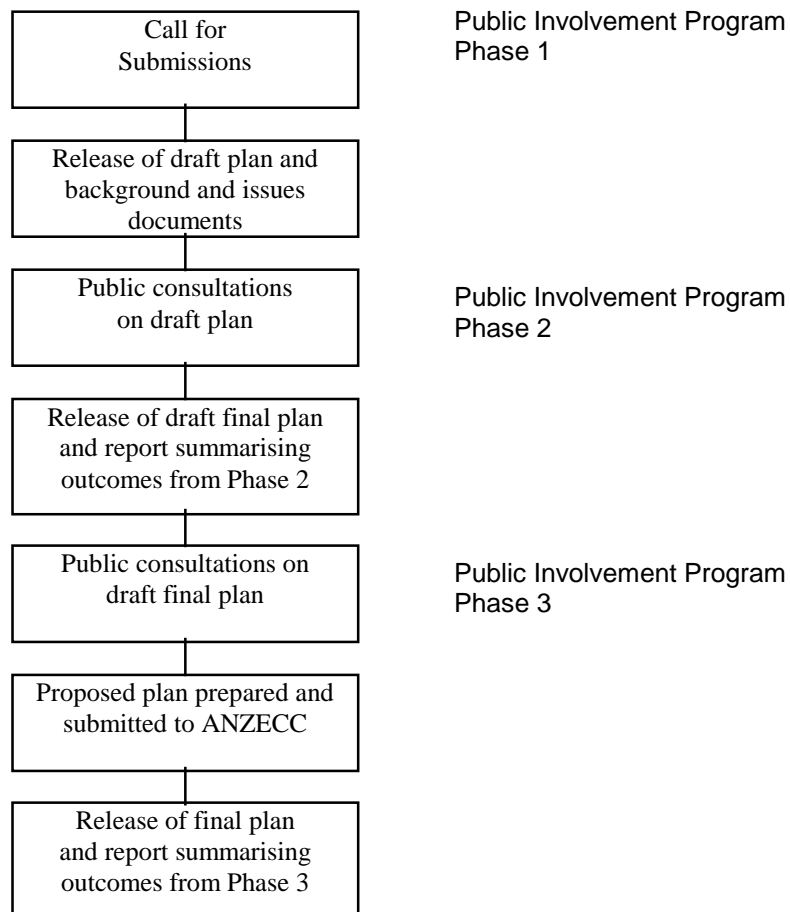 Call for
Submissions
Public Involvement Program
Phase 1
Release of draft plan and
background and issues
documents
Public consultations
on draft plan
Public Involvement Program
Phase 2
Release of draft final plan
and report summarising
outcomes from Phase 2
Public consultations on
draft final plan
Public Involvement Program
Phase 3
Proposed plan prepared and
submitted to ANZECC
Release of final plan
and report summarising
outcomes from Phase 3